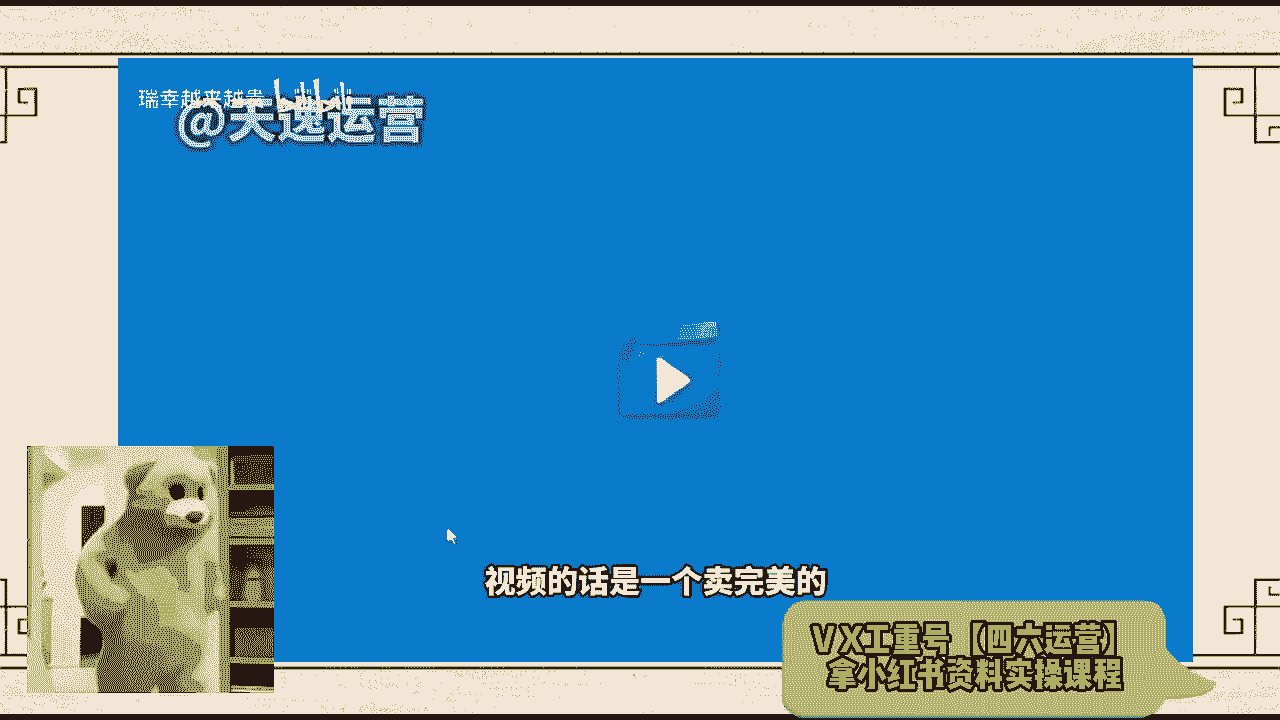 瑞幸越来越贵 bilibili
@天逸运营
视频的话是一个卖完美的
VX工重号【四六运营】
拿小红书资料实操课程